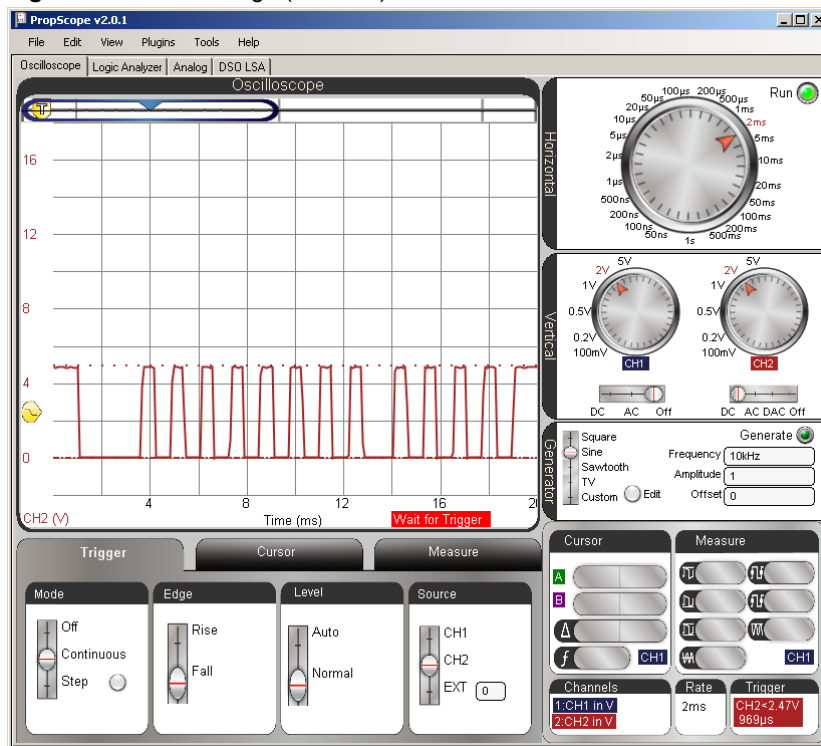 PropScope v2.0.1
File Edit View Plugins Tools Help
Oscilloscope Logic Analyzer Analog DSO LSA
Oscilloscope
T
16
12
8
4
0
4 8 12 16 20
CH2 (V)
Time (ms)
Wait for Trigger
Horizontal
Run
50ns
100ns
200ns
500ns
1µs
2µs
5µs
10µs
20µs
50µs
100µs
200µs
500µs
1ms
2ms
5ms
10ms
20ms
50ms
100ms
200ms
500ms
1s
Vertical
5V
2V
1V
0.5V
0.2V
100mV
CH1
DC AC Off
5V
2V
1V
0.5V
0.2V
100mV
CH2
DC AC DAC Off
Generator
Square
Sine
Sawtooth
TV
Custom
Edit
Generate
Frequency 10kHz
Amplitude 1
Offset 0
Trigger Cursor Measure
Mode
Off
Continuous
Step
Edge
Rise
Fall
Level
Auto
Normal
Source
CH1
CH2
EXT 0
Cursor
A
B
Δ
f
CH1
Measure
CH1
Channels
1:CH1 in V
2:CH2 in V
Rate
2ms
Trigger
CH2<2.47V
969µs